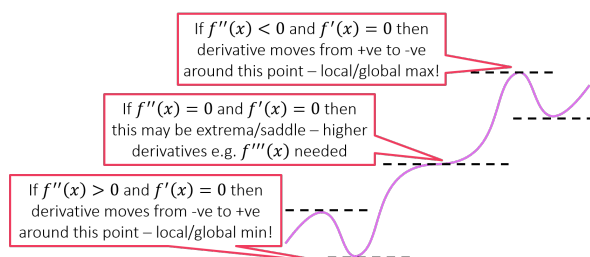 If f''(x) < 0 and f'(x) = 0 then
derivative moves from +ve to -ve
around this point – local/global max!
If f''(x) = 0 and f'(x) = 0 then
this may be extrema/saddle – higher
derivatives e.g. f'''(x) needed
If f''(x) > 0 and f'(x) = 0 then
derivative moves from -ve to +ve
around this point – local/global min!